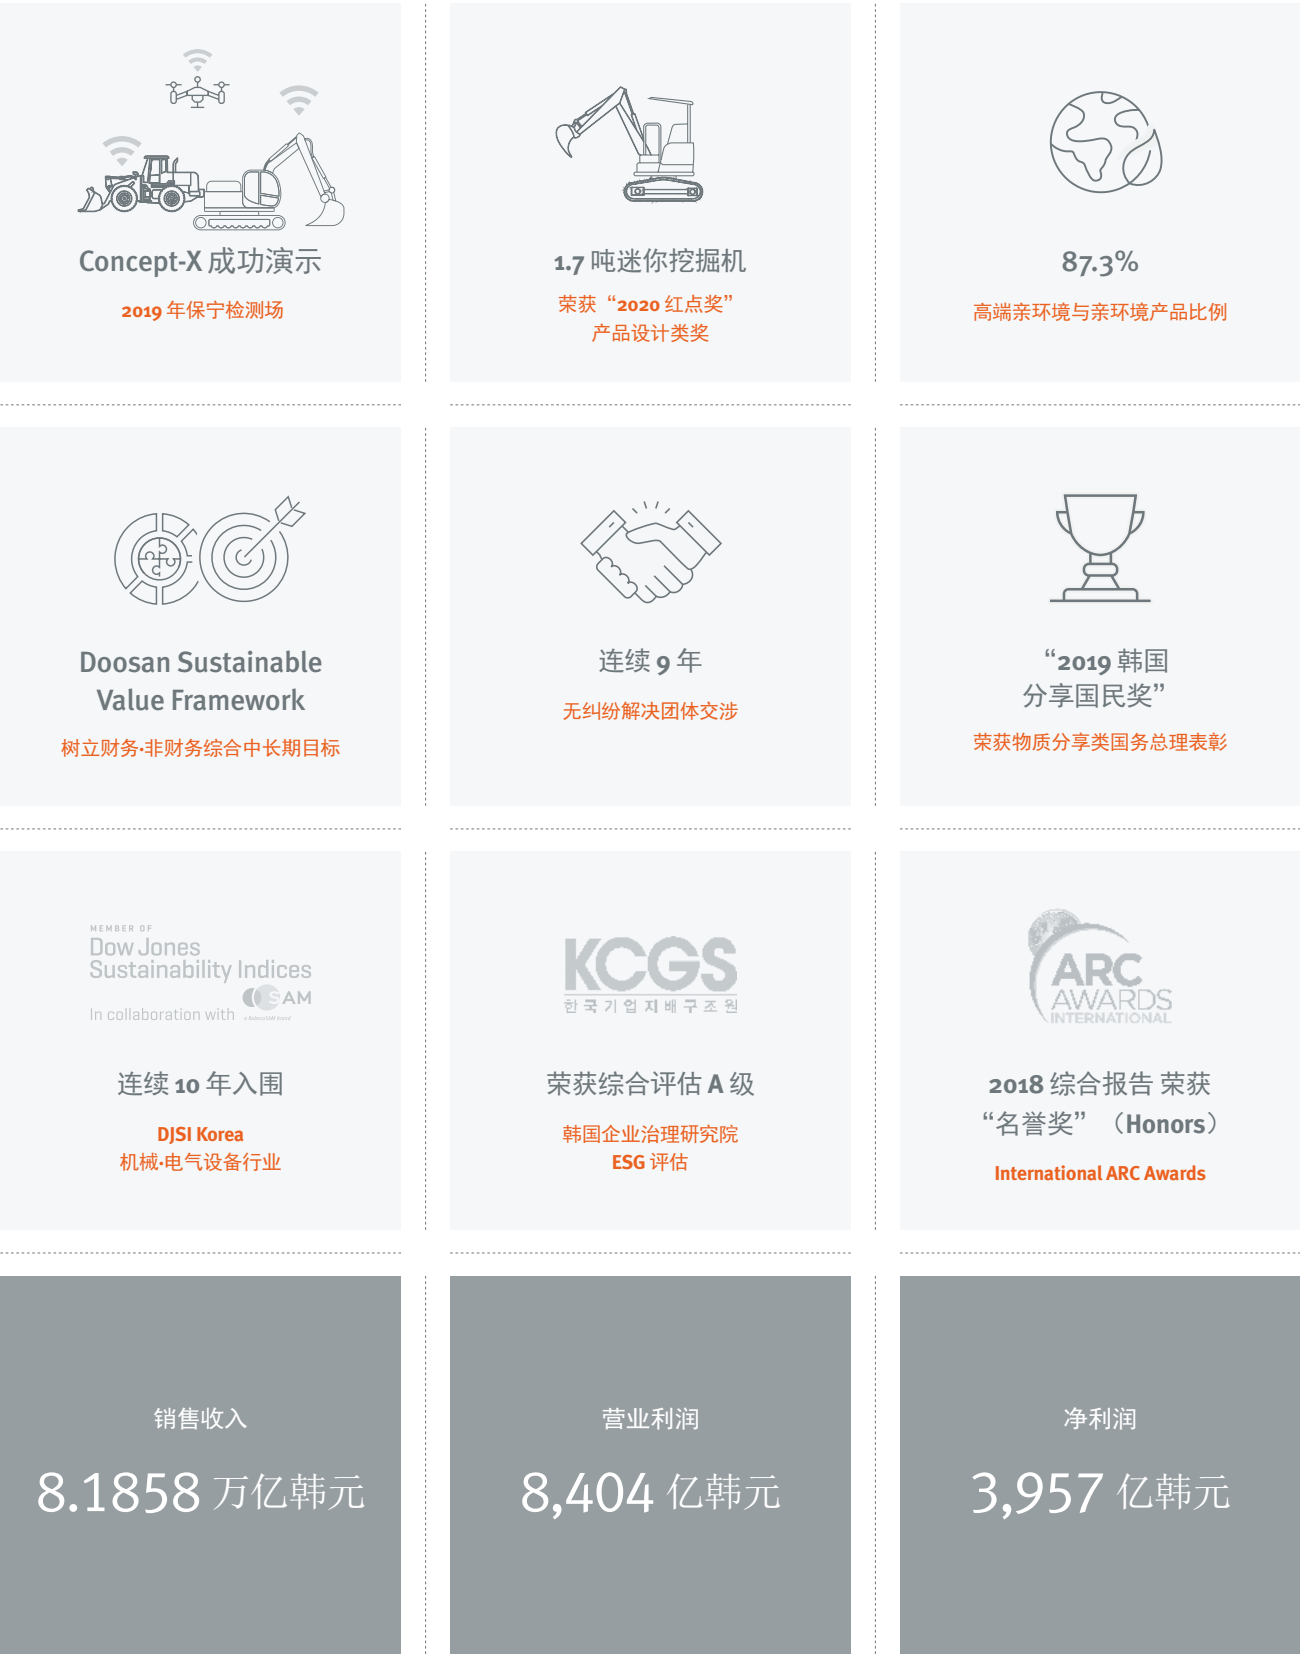 Concept-X 成功演示
2019 年保宁检测场
1.7 吨迷你挖掘机
荣获“2020 红点奖”
产品设计类奖
87.3%
高端亲环境与亲环境产品比例
Doosan Sustainable
Value Framework
树立财务·非财务综合中长期目标
连续 9 年
无纠纷解决团体交涉
“2019 韩国
分享国民奖”
荣获物质分享类国务总理表彰
MEMBER OF
Dow Jones
Sustainability Indices
In collaboration with
SAM
a RobecoSAM brand
连续 10 年入围
DJSI Korea
机械·电气设备行业
KCGS
한국기업지배구조원
荣获综合评估 A 级
韩国企业治理研究院
ESG 评估
ARC
AWARDS
INTERNATIONAL
2018 综合报告 荣获
“名誉奖”（Honors）
International ARC Awards
销售收入
8.1858 万亿韩元
营业利润
8,404 亿韩元
净利润
3,957 亿韩元